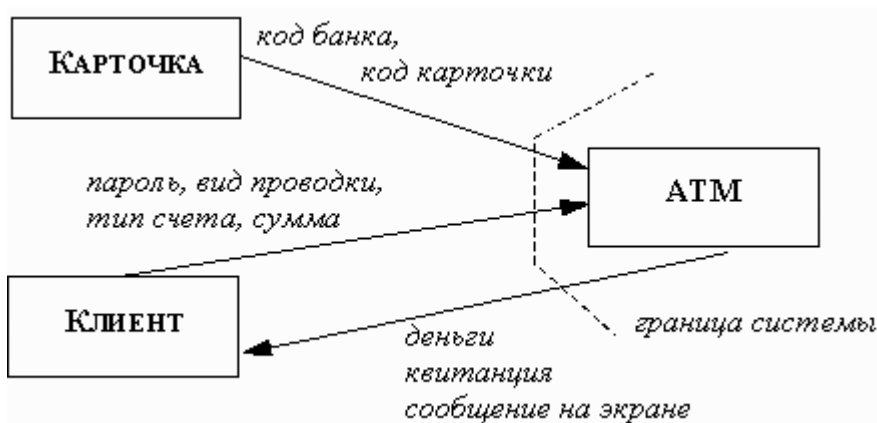 КАРТОЧКА
код банка,
код карточки
АТМ
пароль, вид проводки,
тип счета, сумма
КЛИЕНТ
граница системы
деньги
квитанция
сообщение на экране